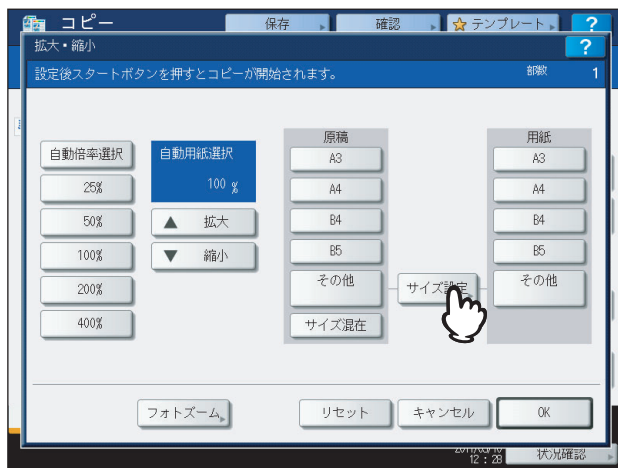 コピー
保存
確認
テンプレート
?
拡大・縮小
?
設定後スタートボタンを押すとコピーが開始されます。
部数 1
原稿
用紙
自動倍率選択
自動用紙選択
100 %
A3
A3
25%
A4
A4
50%
▲ 拡大
B4
B4
100%
▼ 縮小
B5
B5
200%
その他
サイズ設定
その他
400%
サイズ混在
フォトズーム
リセット
キャンセル
OK
12:28
状況確認